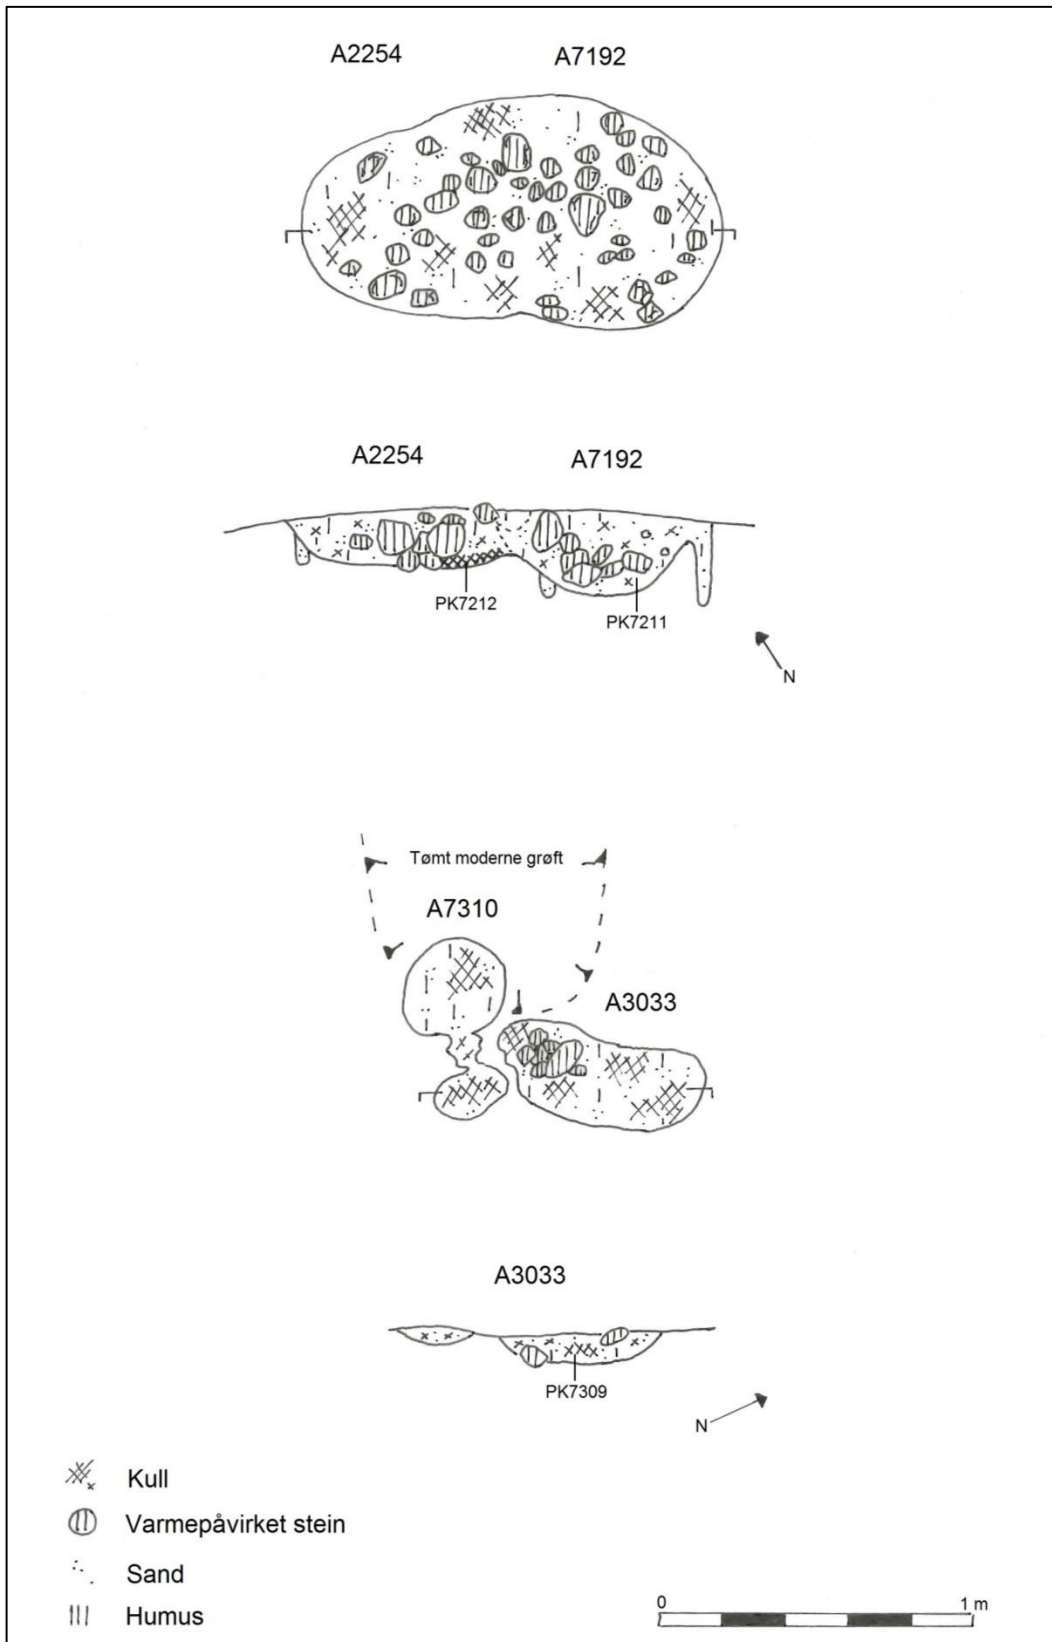 A2254 A7192
A2254 A7192
PK7212
PK7211
N
Tømt moderne grøft
A7310
A3033
A3033
PK7309
N
Kull
Varmepåvirket stein
Sand
Humus
0 1 m